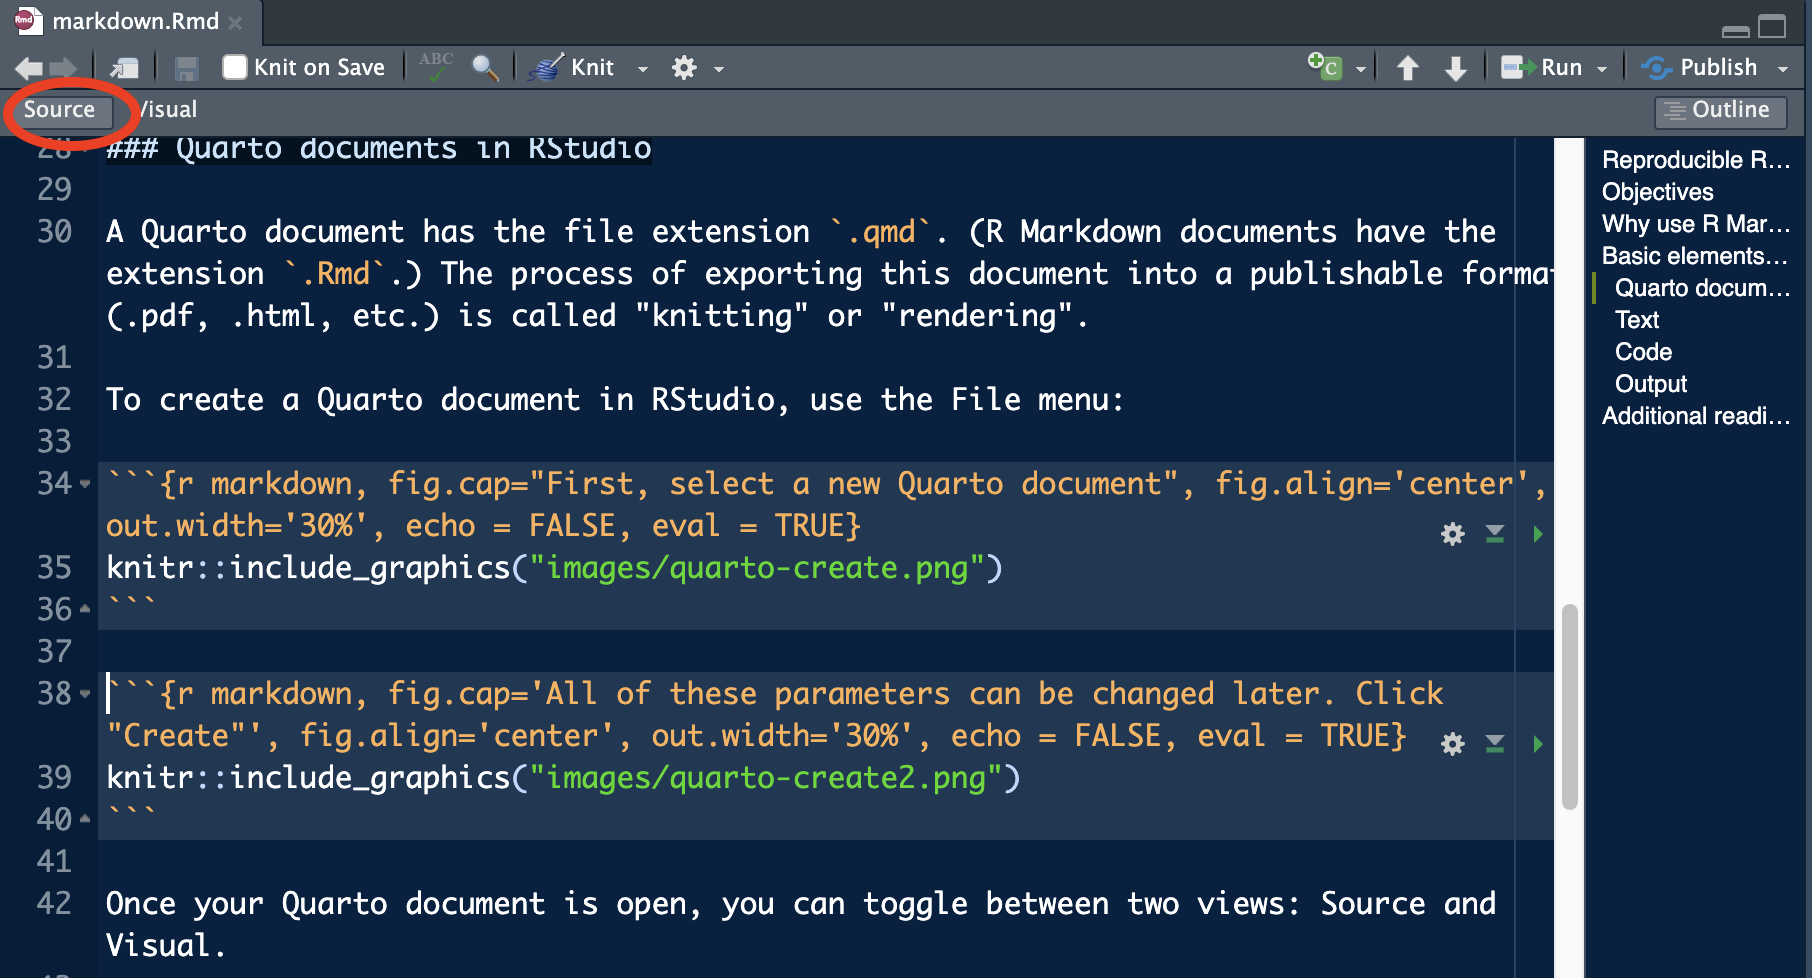 markdown.Rmd
Knit on Save ABC Knit C Run Publish
Source Visual Outline
28 ### Quarto documents in RStudio
29
30 A Quarto document has the file extension `.qmd`. (R Markdown documents have the
extension `.Rmd`.) The process of exporting this document into a publishable format
(.pdf, .html, etc.) is called "knitting" or "rendering".
31
32 To create a Quarto document in RStudio, use the File menu:
33
34 ```{r markdown, fig.cap="First, select a new Quarto document", fig.align='center',
out.width='30%', echo = FALSE, eval = TRUE}
35 knitr::include_graphics("images/quarto-create.png")
36 ```
37
38 ```{r markdown, fig.cap='All of these parameters can be changed later. Click
"Create"', fig.align='center', out.width='30%', echo = FALSE, eval = TRUE}
39 knitr::include_graphics("images/quarto-create2.png")
40 ```
41
42 Once your Quarto document is open, you can toggle between two views: Source and
Visual.
Reproducible R...
Objectives
Why use R Mar...
Basic elements...
Quarto docum...
Text
Code
Output
Additional readi...